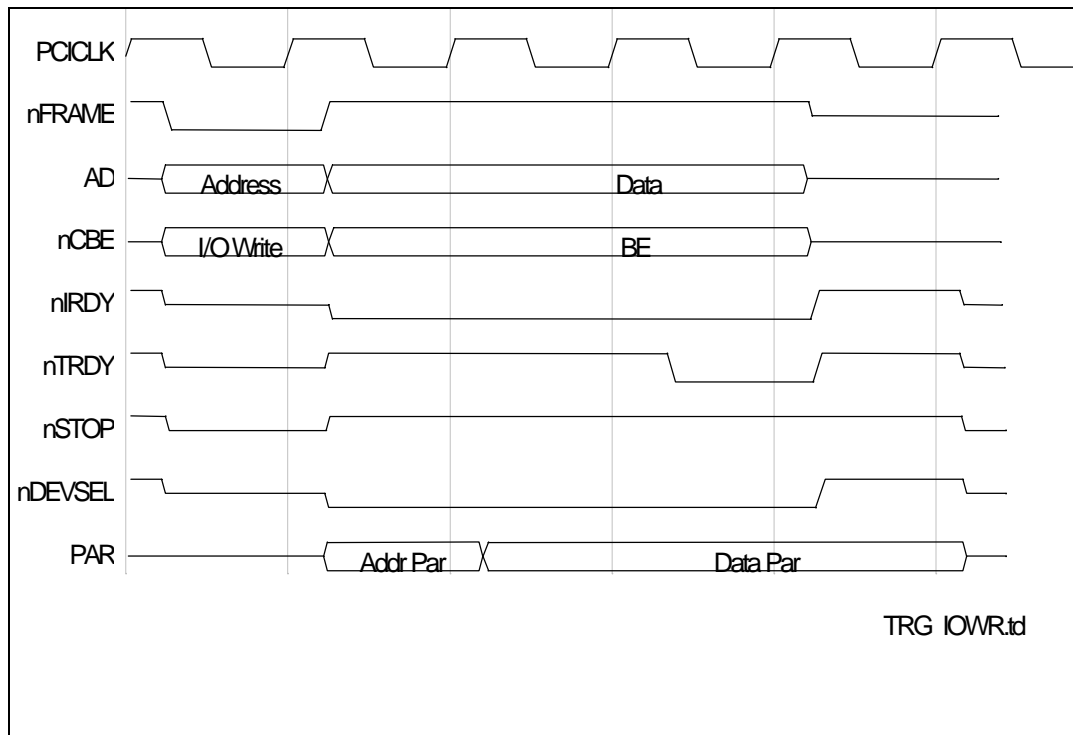 PCICLK
nFRAME
AD Address Data
nCBE I/O Write BE
nIRDY
nTRDY
nSTOP
nDEVSEL
PAR Addr Par Data Par
TRG IOWR.td